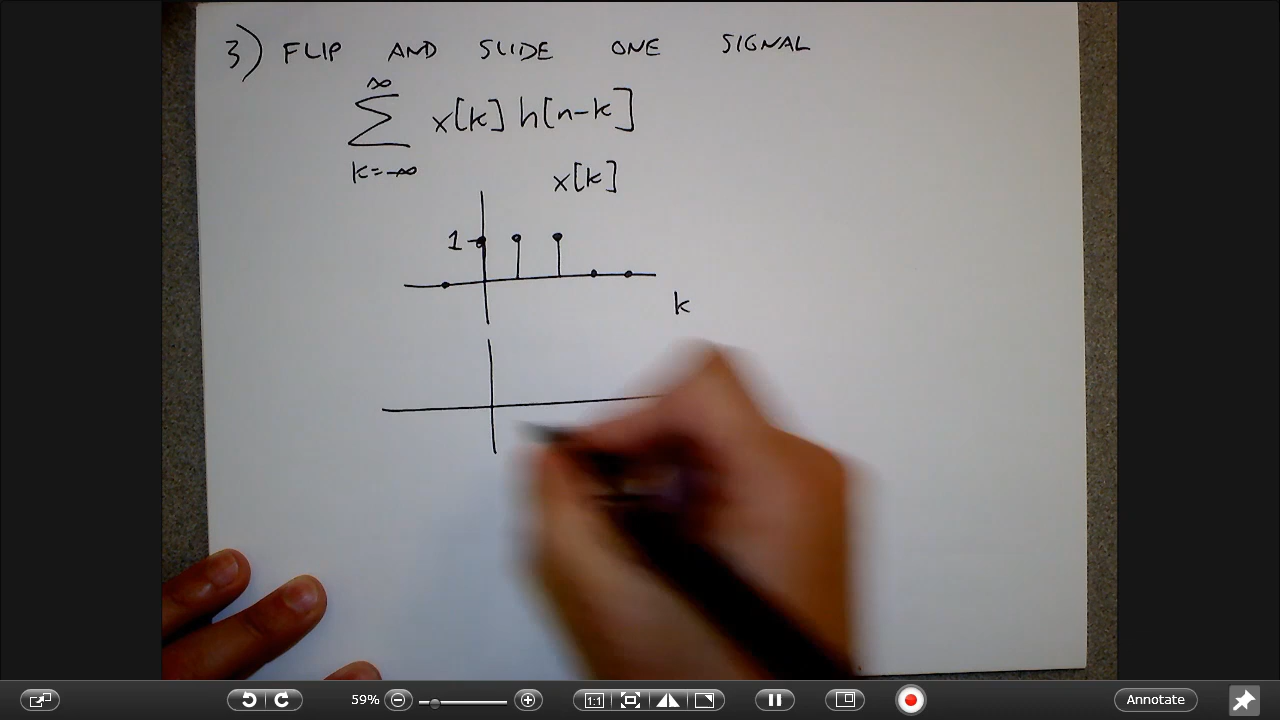 3) FLIP AND SLIDE ONE SIGNAL
∞
∑ x[k] h[n-k]
k=-∞
x[k]
1
k
59%
1:1
Annotate